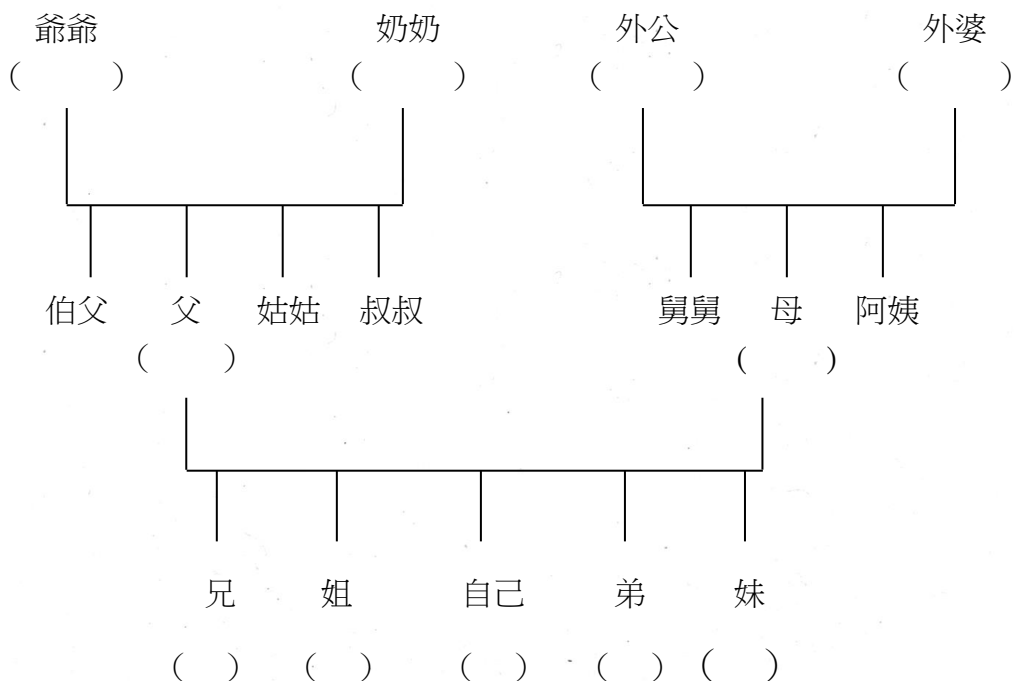 爺爺 奶奶 外公 外婆
（ ） （ ） （ ） （ ）
伯父 父 姑姑 叔叔 舅舅 母 阿姨
（ ） ( )
兄 姐 自己 弟 妹
（ ） （ ） （ ） （ ） （ ）